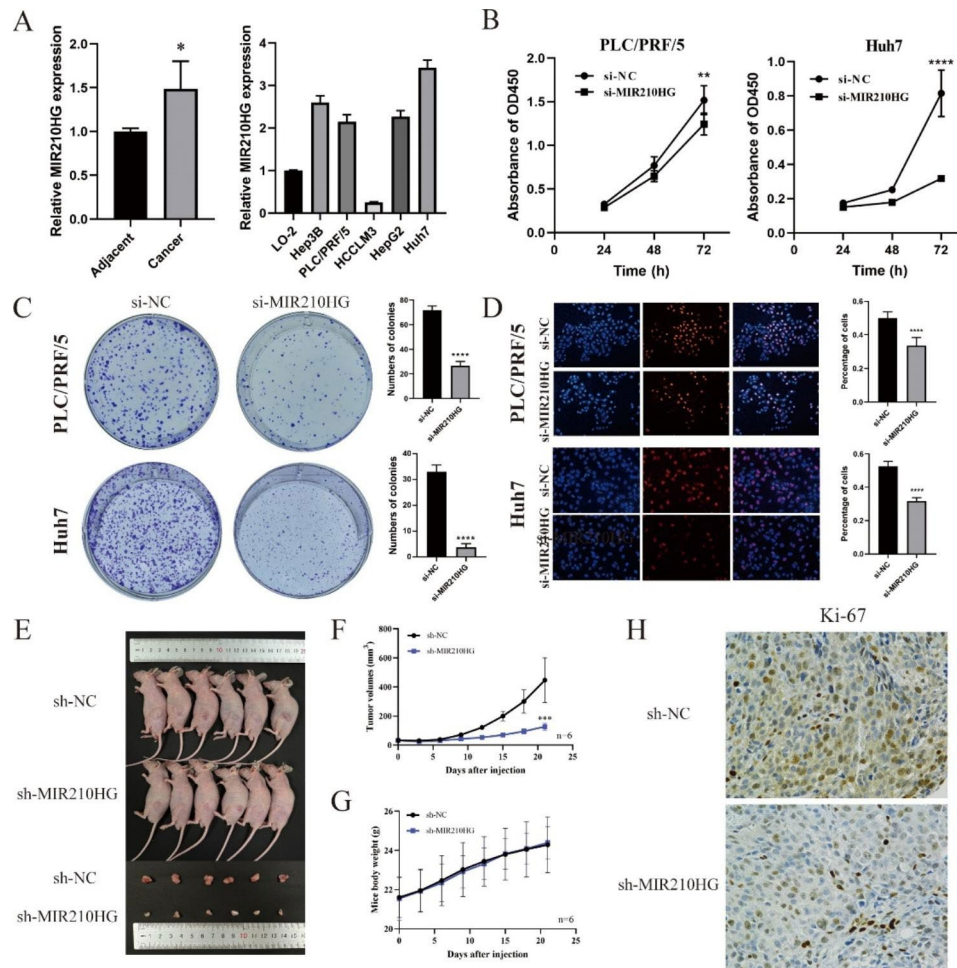 A
Relative MIR210HG expression
2.0
1.5
1.0
0.5
0.0
*
Adjacent
Cancer
Relative MIR210HG expression
4
3
2
1
0
LO-2
Hep3B
PLC/PRF/5
HCCLM3
HepG2
Huh7
B
PLC/PRF/5
si-NC
si-MIR210HG
**
Absorbance of OD450
2.0
1.5
1.0
0.5
0.0
24 48 72
Time (h)
Huh7
si-NC
si-MIR210HG
****
Absorbance of OD450
1.0
0.8
0.6
0.4
0.2
0.0
24 48 72
Time (h)
C
si-NC
si-MIR210HG
PLC/PRF/5
Huh7
Numbers of colonies
80
60
40
20
0
****
si-NC
si-MIR210HG
Numbers of colonies
40
30
20
10
0
****
si-NC
si-MIR210HG
D
PLC/PRF/5
si-NC
si-MIR210HG
Huh7
si-NC
si-MIR210HG
Percentage of cells
0.6
0.4
0.2
0.0
****
si-NC
si-MIR210HG
Percentage of cells
0.6
0.4
0.2
0.0
****
si-NC
si-MIR210HG
E
sh-NC
sh-MIR210HG
sh-NC
sh-MIR210HG
F
sh-NC
sh-MIR210HG
Tumor volumes (mm3)
800
600
400
200
0
***
n=6
0 5 10 15 20 25
Days after injection
G
sh-NC
sh-MIR210HG
Mice body weight (g)
26
24
22
20
n=6
0 5 10 15 20 25
Days after injection
H
Ki-67
sh-NC
sh-MIR210HG